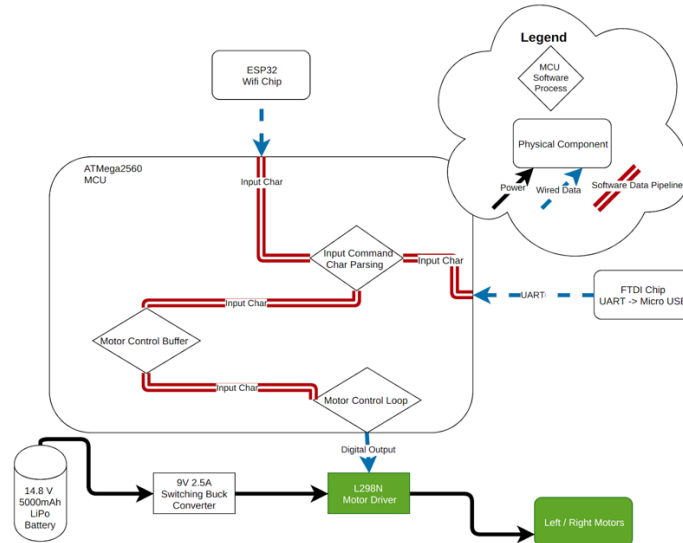 Legend
MCU
Software
Process
Physical Component
Power
Wired Data
Software Data Pipeline
ESP32
Wifi Chip
ATMega2560
MCU
Input Char
Input Command
Char Parsing
Input Char
UART
FTDI Chip
UART -> Micro USB
Input Char
Motor Control Buffer
Input Char
Motor Control Loop
Digital Output
14.8 V
5000mAh
LiPo
Battery
9V 2.5A
Switching Buck
Converter
L298N
Motor Driver
Left / Right Motors